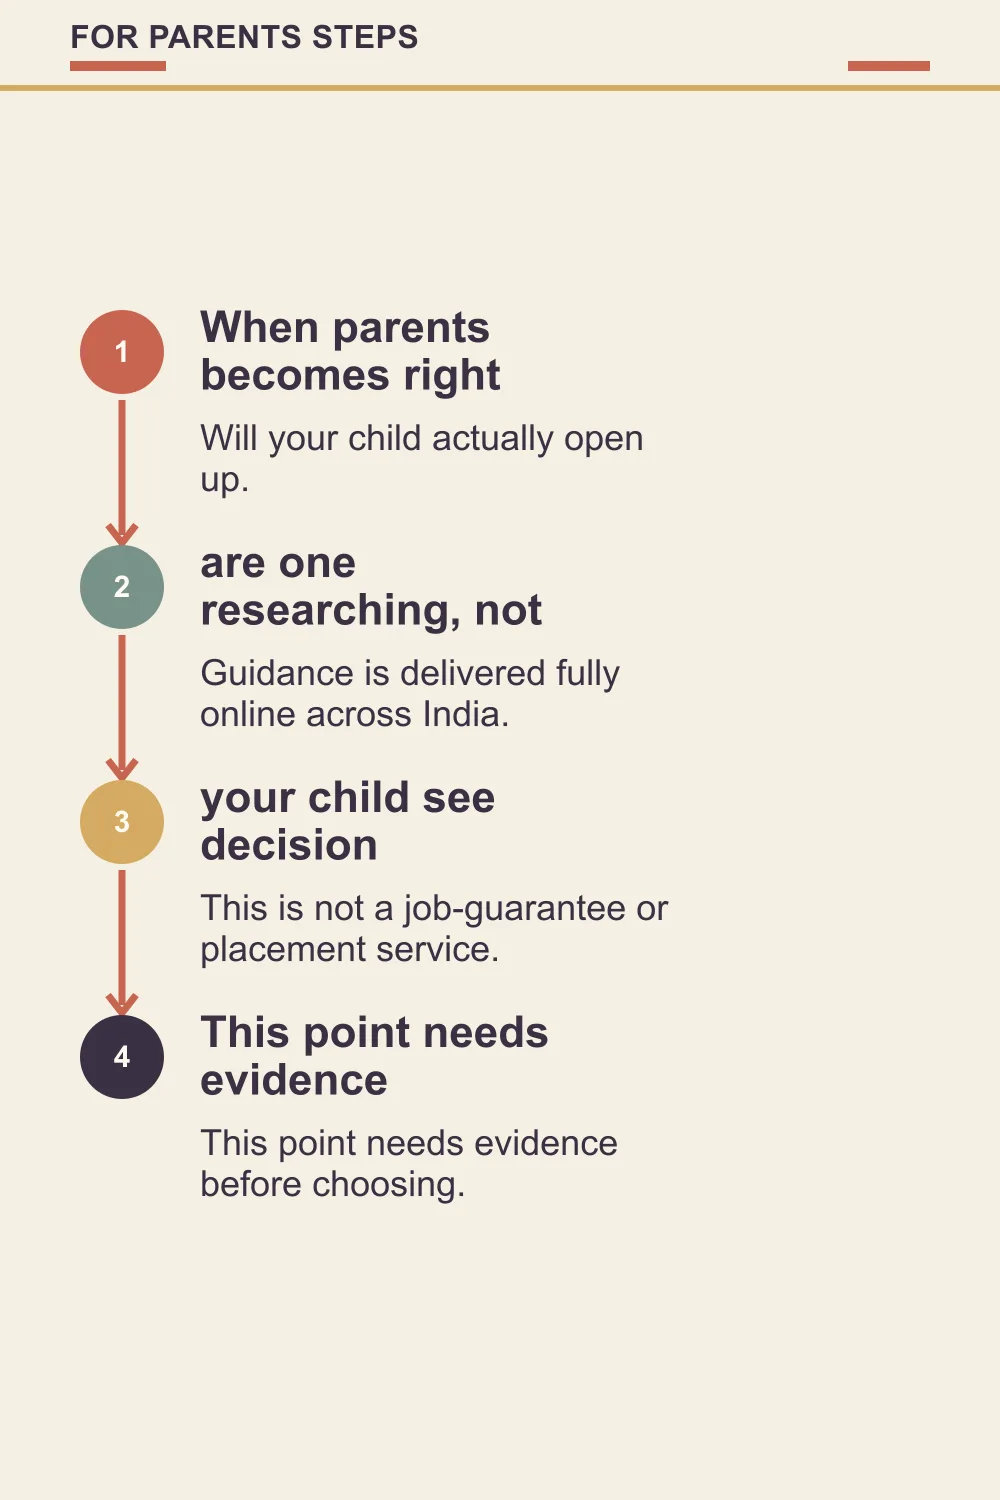 FOR PARENTS STEPS
1
When parents
becomes right
Will your child actually open
up.
2
are one
researching, not
Guidance is delivered fully
online across India.
3
your child see
decision
This is not a job-guarantee or
placement service.
4
This point needs
evidence
This point needs evidence
before choosing.